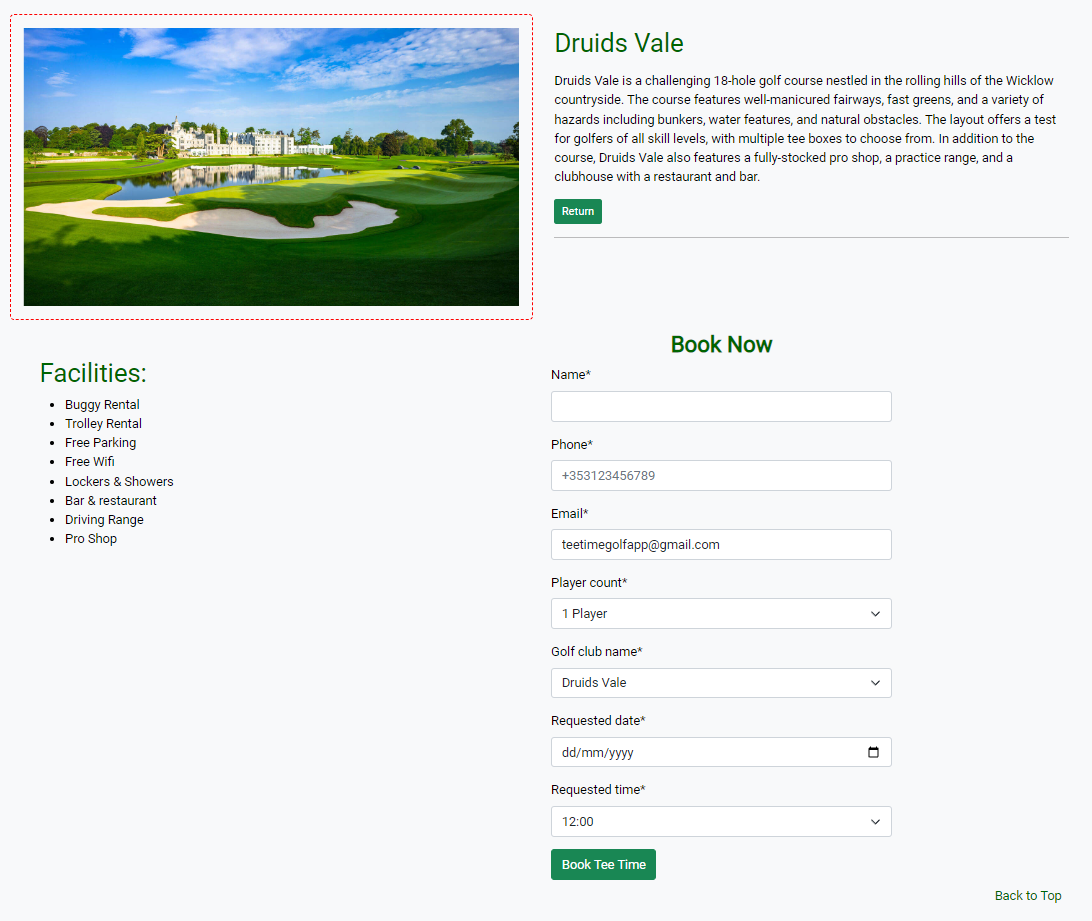 Druids Vale
Druids Vale is a challenging 18-hole golf course nestled in the rolling hills of the Wicklow
countryside. The course features well-manicured fairways, fast greens, and a variety of
hazards including bunkers, water features, and natural obstacles. The layout offers a test
for golfers of all skill levels, with multiple tee boxes to choose from. In addition to the
course, Druids Vale also features a fully-stocked pro shop, a practice range, and a
clubhouse with a restaurant and bar.
Return
Facilities:
Buggy Rental
Trolley Rental
Free Parking
Free Wifi
Lockers & Showers
Bar & restaurant
Driving Range
Pro Shop
Book Now
Name*
Phone*
+353123456789
Email*
teetimegolfapp@gmail.com
Player count*
1 Player
Golf club name*
Druids Vale
Requested date*
dd/mm/yyyy
Requested time*
12:00
Book Tee Time
Back to Top